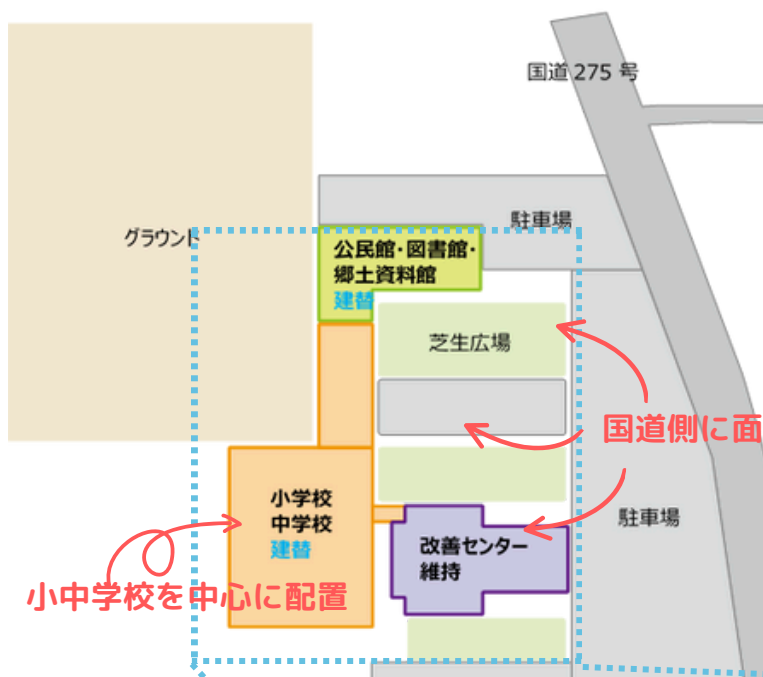 国道 275 号
駐車場
グラウンド
公民館・図書館・
郷土資料館
建替
芝生広場
国道側に面
小学校
中学校
建替
駐車場
改善センター
維持
小中学校を中心に配置